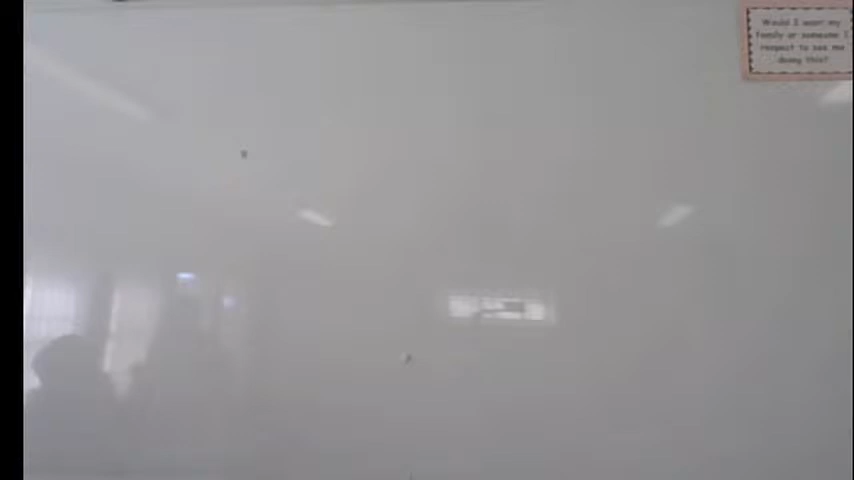 Would I want my
family or someone I
respect to see me
doing this?